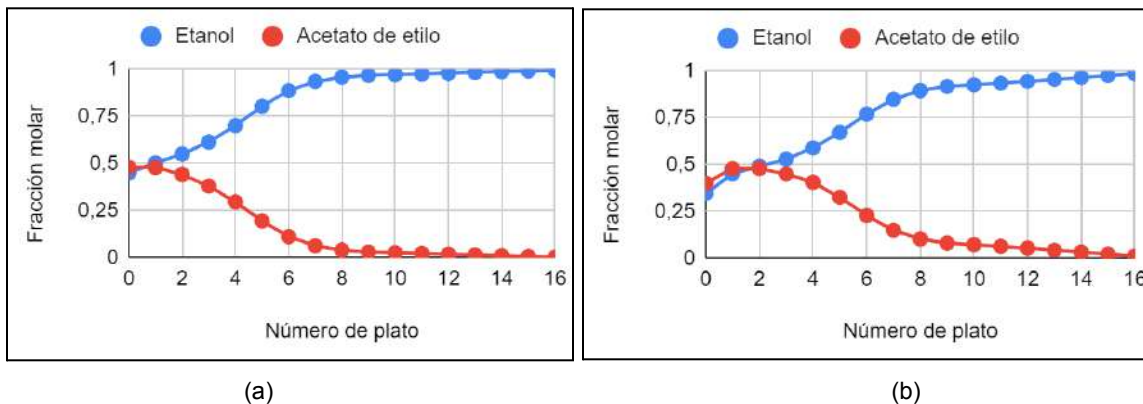 Etanol Acetato de etilo
1
0,75
0,5
0,25
0
Fracción molar
0 2 4 6 8 10 12 14 16
Número de plato
(a)
Etanol Acetato de etilo
1
0,75
0,5
0,25
0
Fracción molar
0 2 4 6 8 10 12 14 16
Número de plato
(b)